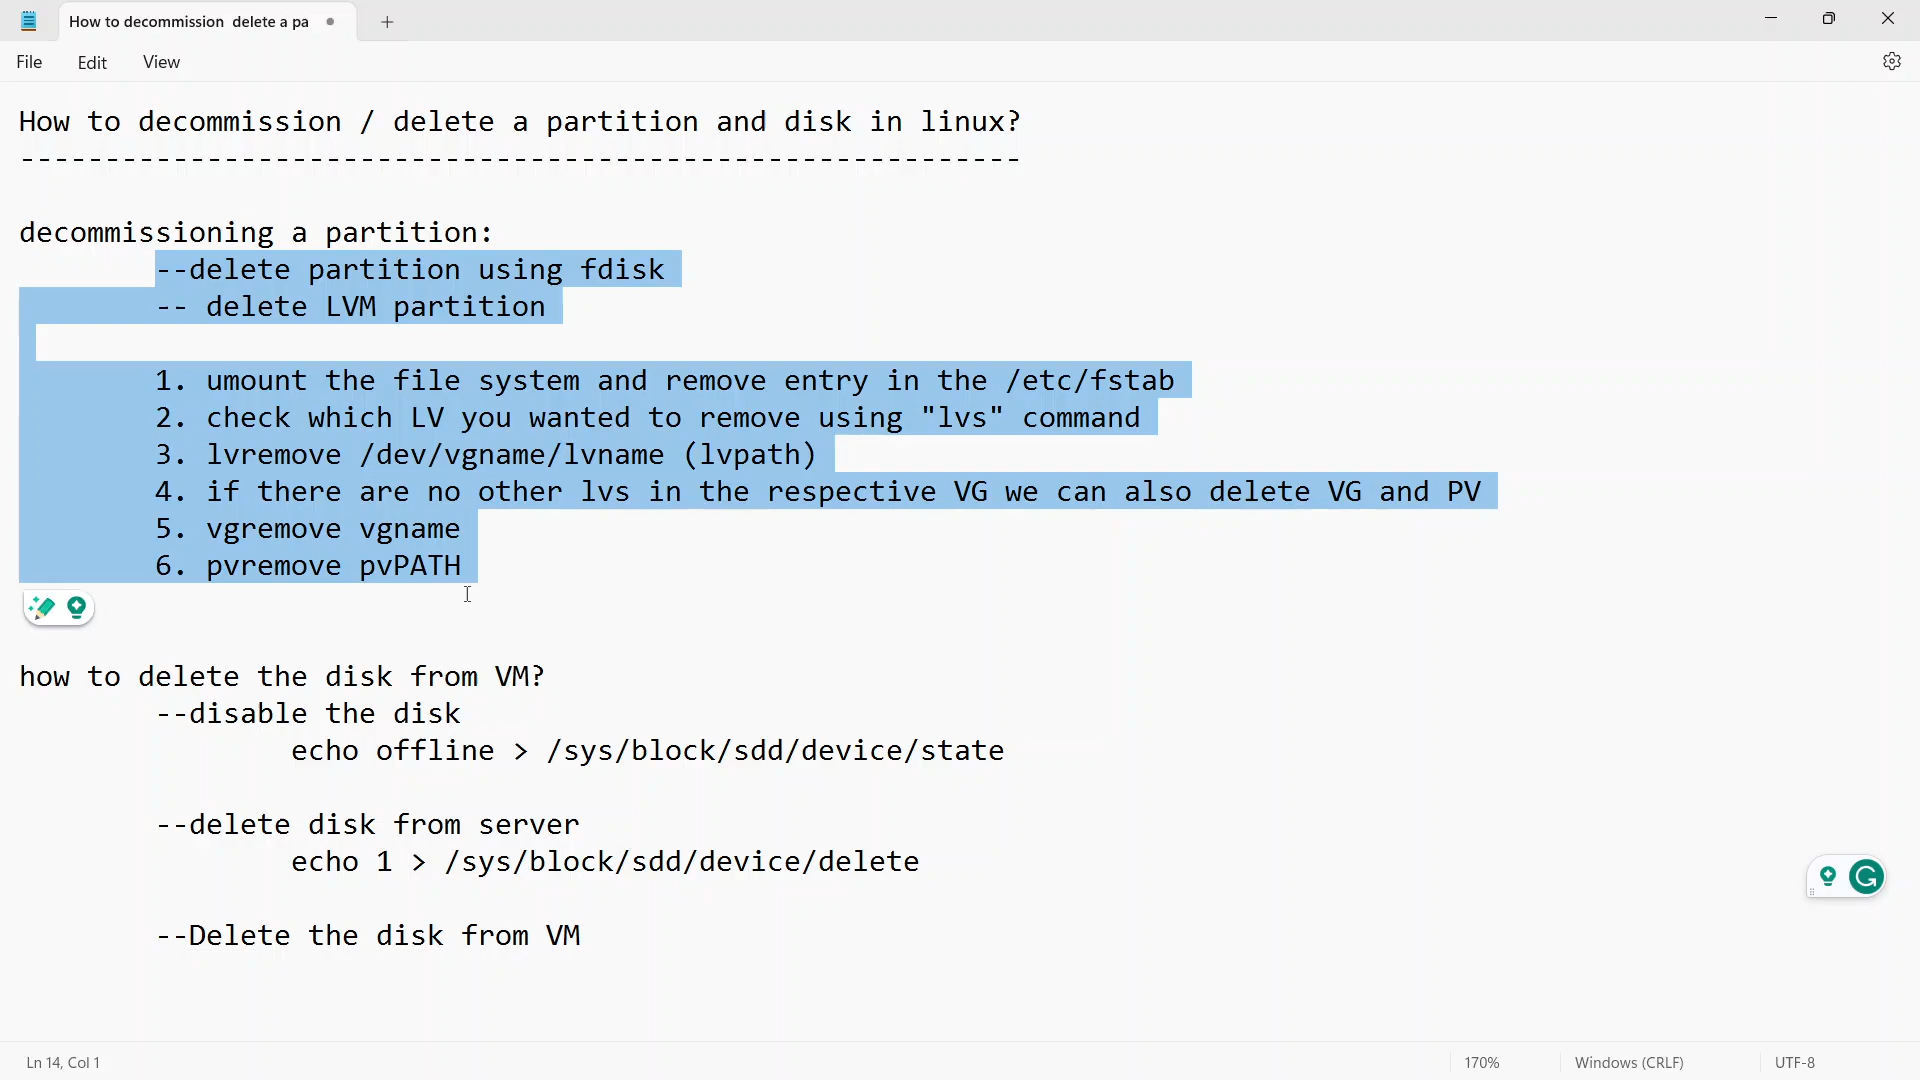 How to decommission  delete a pa
File Edit View
How to decommission / delete a partition and disk in linux?
-----------------------------------------------------------
decommissioning a partition:
--delete partition using fdisk
-- delete LVM partition
1. umount the file system and remove entry in the /etc/fstab
2. check which LV you wanted to remove using "lvs" command
3. lvremove /dev/vgname/lvname (lvpath)
4. if there are no other lvs in the respective VG we can also delete VG and PV
5. vgremove vgname
6. pvremove pvPATH
how to delete the disk from VM?
--disable the disk
echo offline > /sys/block/sdd/device/state
--delete disk from server
echo 1 > /sys/block/sdd/device/delete
--Delete the disk from VM
Ln 14, Col 1 170% Windows (CRLF) UTF-8